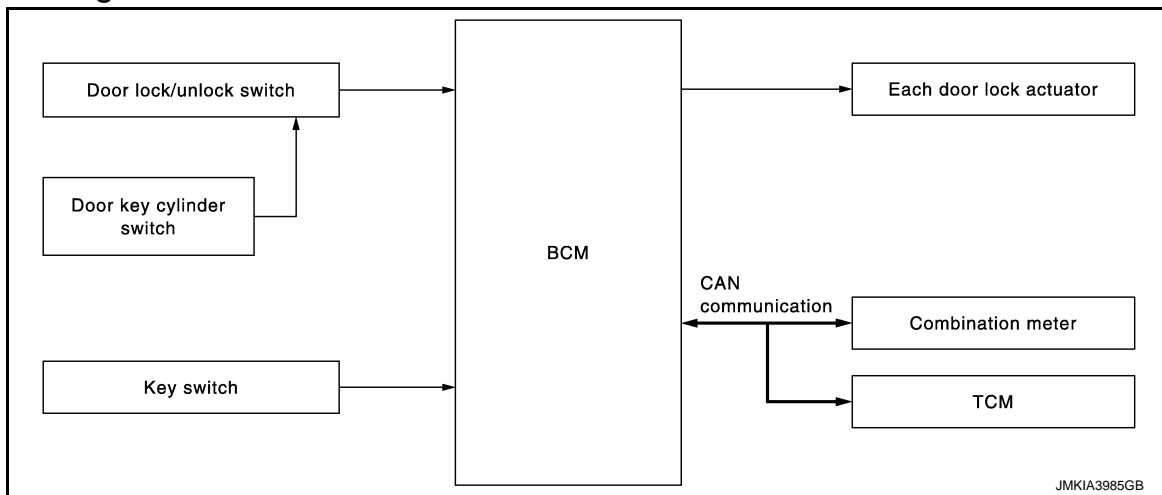 Door lock/unlock switch
Door key cylinder
switch
Key switch
BCM
CAN
communication
Each door lock actuator
Combination meter
TCM
JMKIA3985GB